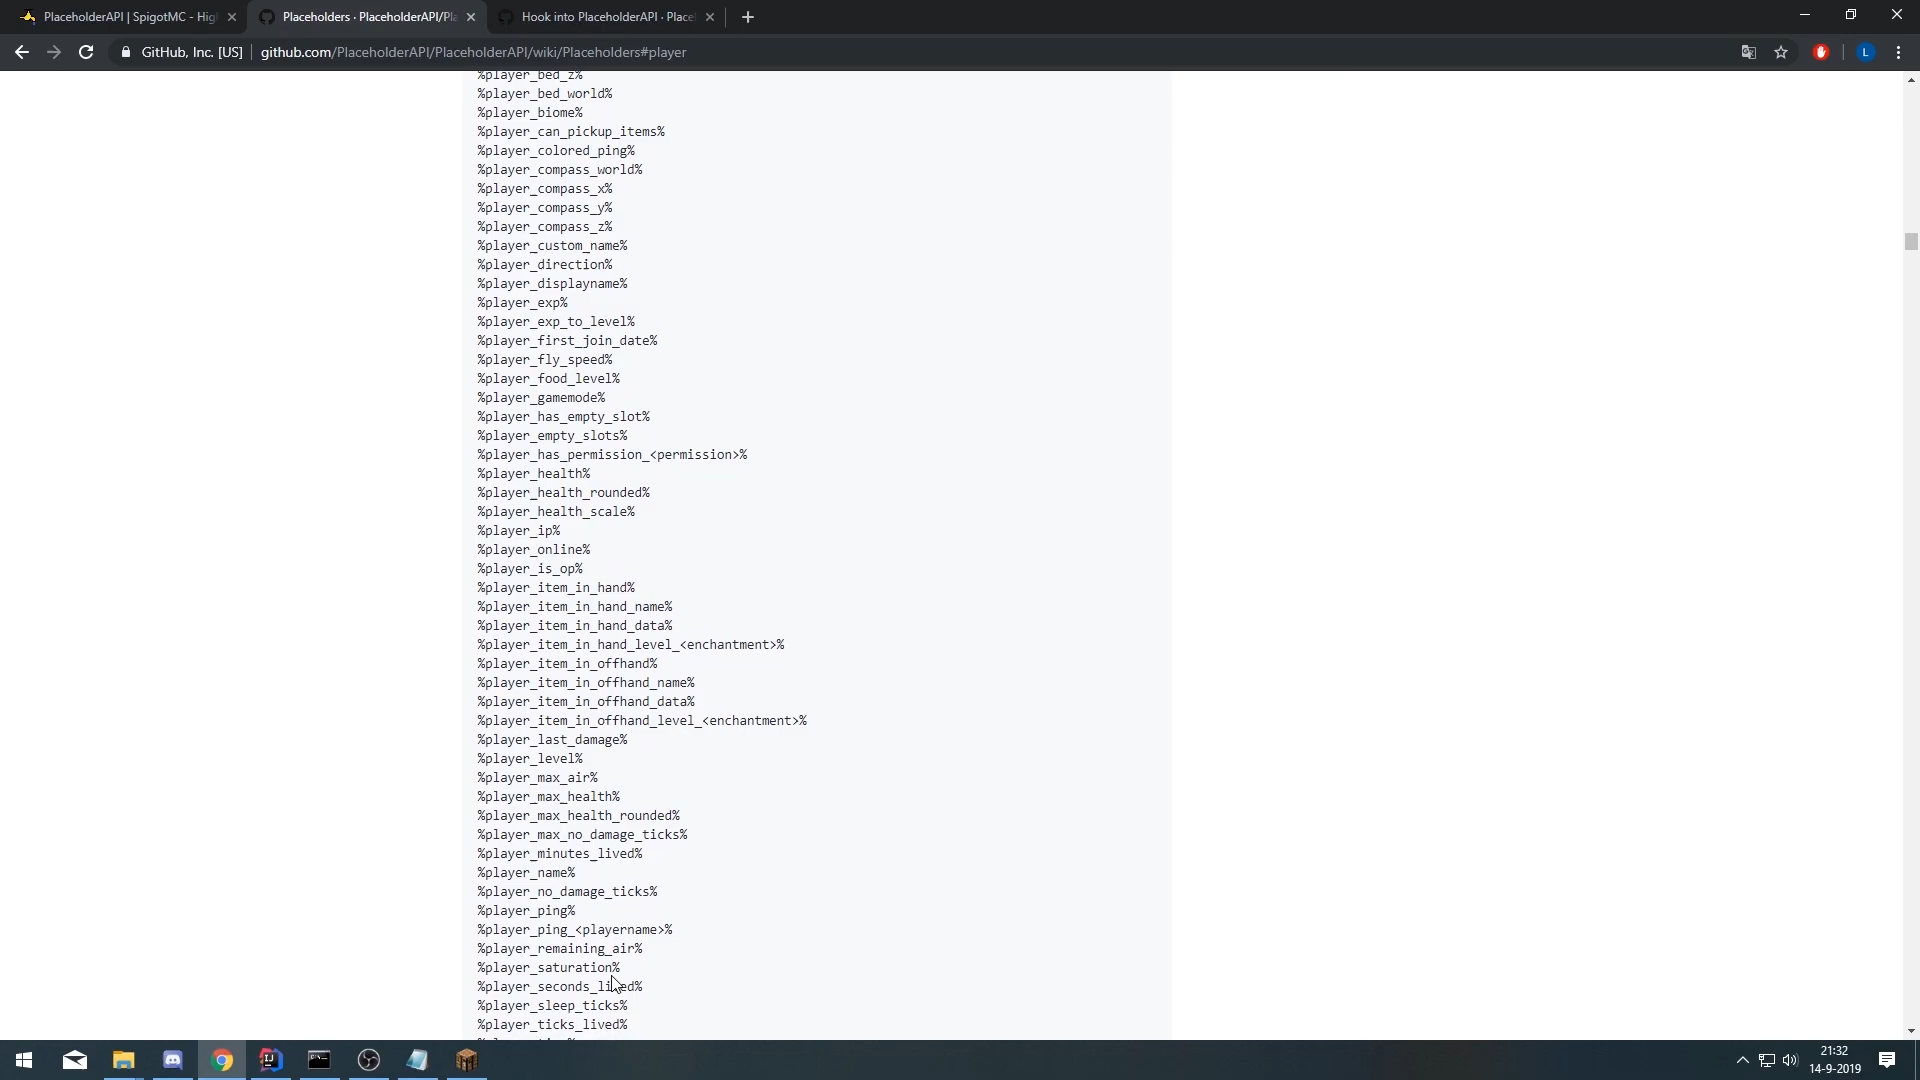 PlaceholderAPI | SpigotMC - Hig
Placeholders · PlaceholderAPI/Pla
Hook into PlaceholderAPI · Place
GitHub, Inc. [US]
github.com/PlaceholderAPI/PlaceholderAPI/wiki/Placeholders#player
L
%player_bed_z%
%player_bed_world%
%player_biome%
%player_can_pickup_items%
%player_colored_ping%
%player_compass_world%
%player_compass_x%
%player_compass_y%
%player_compass_z%
%player_custom_name%
%player_direction%
%player_displayname%
%player_exp%
%player_exp_to_level%
%player_first_join_date%
%player_fly_speed%
%player_food_level%
%player_gamemode%
%player_has_empty_slot%
%player_empty_slots%
%player_has_permission_<permission>%
%player_health%
%player_health_rounded%
%player_health_scale%
%player_ip%
%player_online%
%player_is_op%
%player_item_in_hand%
%player_item_in_hand_name%
%player_item_in_hand_data%
%player_item_in_hand_level_<enchantment>%
%player_item_in_offhand%
%player_item_in_offhand_name%
%player_item_in_offhand_data%
%player_item_in_offhand_level_<enchantment>%
%player_last_damage%
%player_level%
%player_max_air%
%player_max_health%
%player_max_health_rounded%
%player_max_no_damage_ticks%
%player_minutes_lived%
%player_name%
%player_no_damage_ticks%
%player_ping%
%player_ping_<playername>%
%player_remaining_air%
%player_saturation%
%player_seconds_lived%
%player_sleep_ticks%
%player_ticks_lived%
21:32
14-9-2019